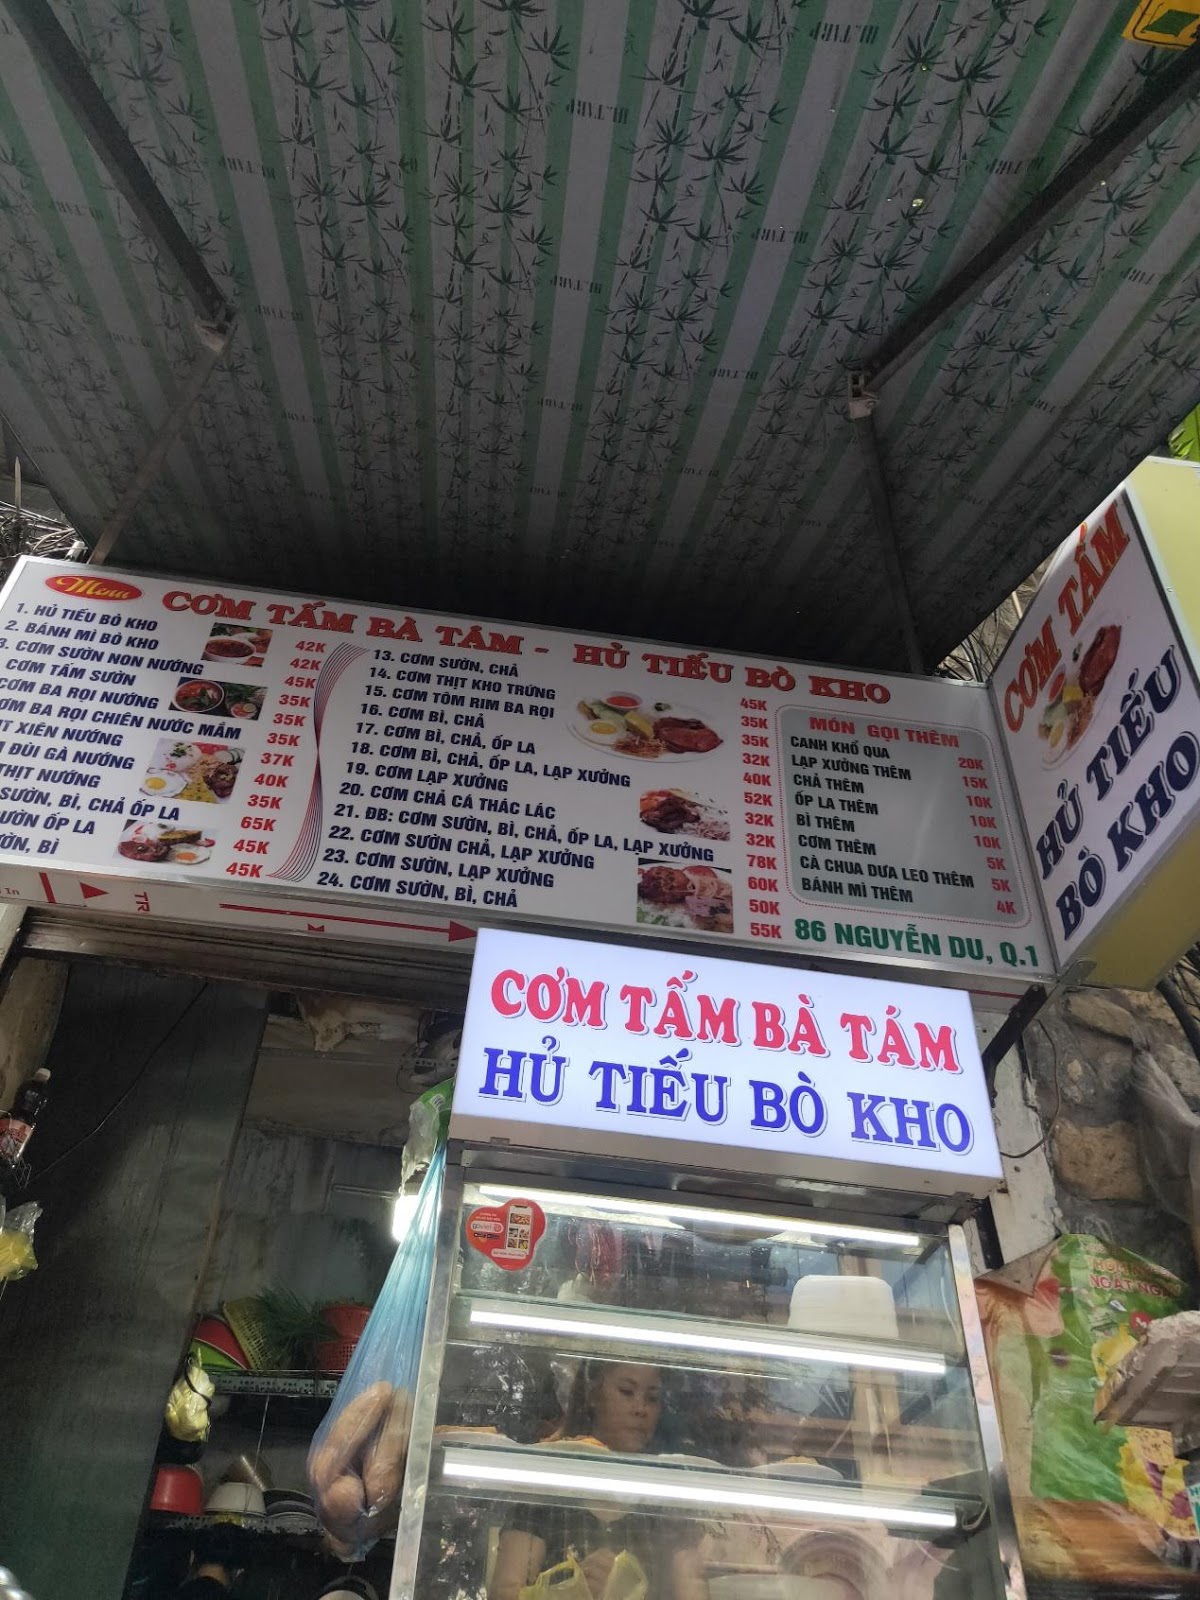 Menu
CƠM TẤM BÀ TÁM - HỦ TIẾU BÒ KHO
1. HỦ TIẾU BÒ KHO 42K
2. BÁNH MÌ BÒ KHO 42K
3. CƠM SƯỜN NON NƯỚNG 45K
CƠM TẤM SƯỜN 35K
CƠM BA RỌI NƯỚNG 35K
CƠM BA RỌI CHIÊN NƯỚC MẮM 35K
XIÊN NƯỚNG 37K
ĐÙI GÀ NƯỚNG 40K
THỊT NƯỚNG 35K
SƯỜN, BÌ, CHẢ ỐP LA 65K
ỐP LA 45K
BÌ 45K
13. CƠM SƯỜN, CHẢ 45K
14. CƠM THỊT KHO TRỨNG 35K
15. CƠM TÔM RIM BA RỌI 35K
16. CƠM BÌ, CHẢ 32K
17. CƠM BÌ, CHẢ, ỐP LA 40K
18. CƠM BÌ, CHẢ, ỐP LA, LẠP XƯỞNG 52K
19. CƠM LẠP XƯỞNG 32K
20. CƠM CHẢ CÁ THÁC LÁC 32K
21. ĐB: CƠM SƯỜN, BÌ, CHẢ, ỐP LA, LẠP XƯỞNG 78K
22. CƠM SƯỜN CHẢ, LẠP XƯỞNG 60K
23. CƠM SƯỜN, LẠP XƯỞNG 50K
24. CƠM SƯỜN, BÌ, CHẢ 55K
MÓN GỌI THÊM
CANH KHỔ QUA 20K
LẠP XƯỞNG THÊM 15K
CHẢ THÊM 10K
ỐP LA THÊM 10K
BÌ THÊM 10K
CƠM THÊM 5K
CÀ CHUA DƯA LEO THÊM 5K
BÁNH MÌ THÊM 4K
86 NGUYỄN DU, Q.1
CƠM TẤM
HỦ TIẾU
BÒ KHO
CƠM TẤM BÀ TÁM
HỦ TIẾU BÒ KHO